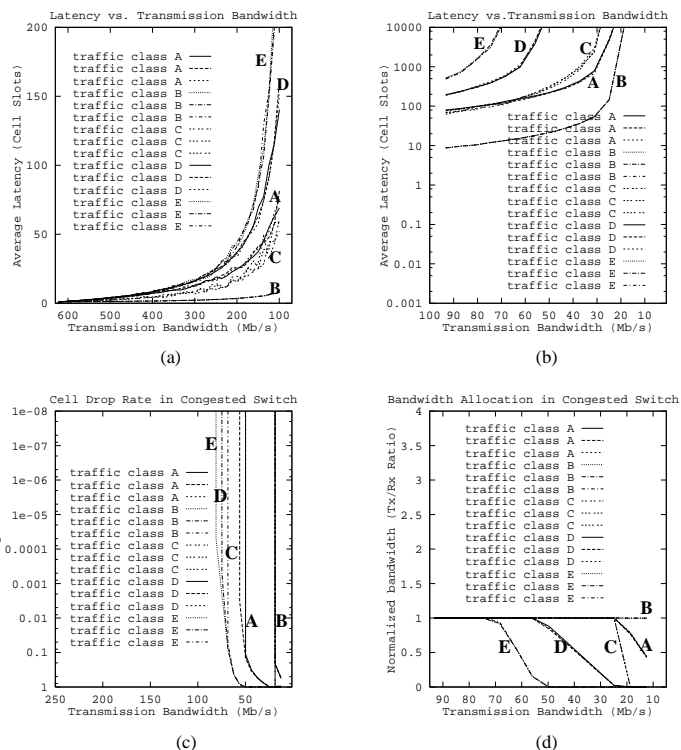 Latency vs. Transmission Bandwidth
Average Latency (Cell Slots)
200
150
100
50
0
traffic class A
traffic class A
traffic class A
traffic class B
traffic class B
traffic class B
traffic class C
traffic class C
traffic class C
traffic class D
traffic class D
traffic class D
traffic class E
traffic class E
traffic class E
E
D
A
C
B
600 500 400 300 200 100 0
Transmission Bandwidth (Mb/s)
(a)
Latency vs.Transmission Bandwidth
Average Latency (Cell Slots)
10000
1000
100
10
1
0.1
0.01
0.001
E
D
C
A
B
traffic class A
traffic class A
traffic class A
traffic class B
traffic class B
traffic class B
traffic class C
traffic class C
traffic class C
traffic class D
traffic class D
traffic class D
traffic class E
traffic class E
traffic class E
100 90 80 70 60 50 40 30 20 10
Transmission Bandwidth (Mb/s)
(b)
Cell Drop Rate in Congested Switch
1e-08
1e-07
1e-06
1e-05
0.0001
0.001
0.01
0.1
1
traffic class A
traffic class A
traffic class A
traffic class B
traffic class B
traffic class B
traffic class C
traffic class C
traffic class C
traffic class D
traffic class D
traffic class D
traffic class E
traffic class E
traffic class E
E
D
C
A
B
250 200 150 100 50
Transmission Bandwidth (Mb/s)
(c)
Bandwidth Allocation in Congested Switch
Normalized bandwidth (Tx/Rx Ratio)
4
3.5
3
2.5
2
1.5
1
0.5
0
traffic class A
traffic class A
traffic class A
traffic class B
traffic class B
traffic class B
traffic class C
traffic class C
traffic class C
traffic class D
traffic class D
traffic class D
traffic class E
traffic class E
traffic class E
B
E
D
C
A
90 80 70 60 50 40 30 20 10
Transmission Bandwidth (Mb/s)
(d)